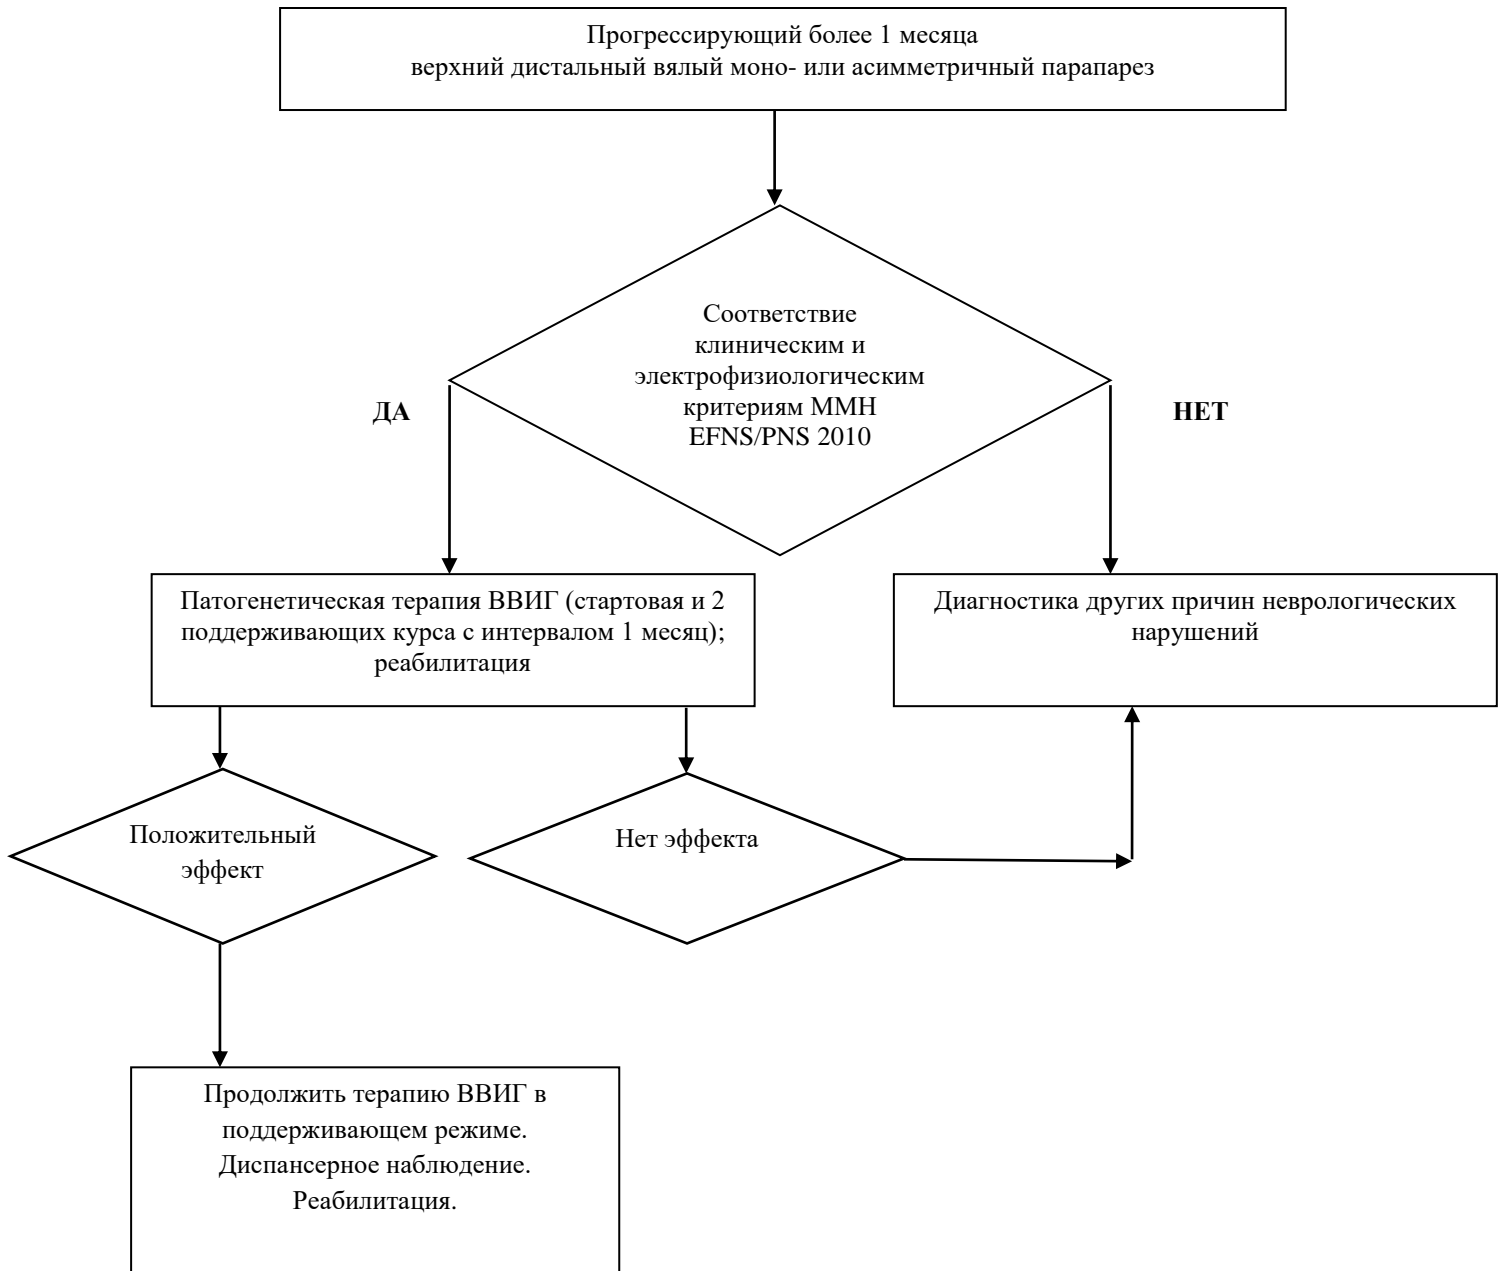 Прогрессирующий более 1 месяца
верхний дистальный вялый моно- или асимметричный парапарез
Соответствие
клиническим и
электрофизиологическим
критериям ММН
EFNS/PNS 2010
ДА
НЕТ
Патогенетическая терапия ВВИГ (стартовая и 2
поддерживающих курса с интервалом 1 месяц);
реабилитация
Диагностика других причин неврологических
нарушений
Положительный
эффект
Нет эффекта
Продолжить терапию ВВИГ в
поддерживающем режиме.
Диспансерное наблюдение.
Реабилитация.